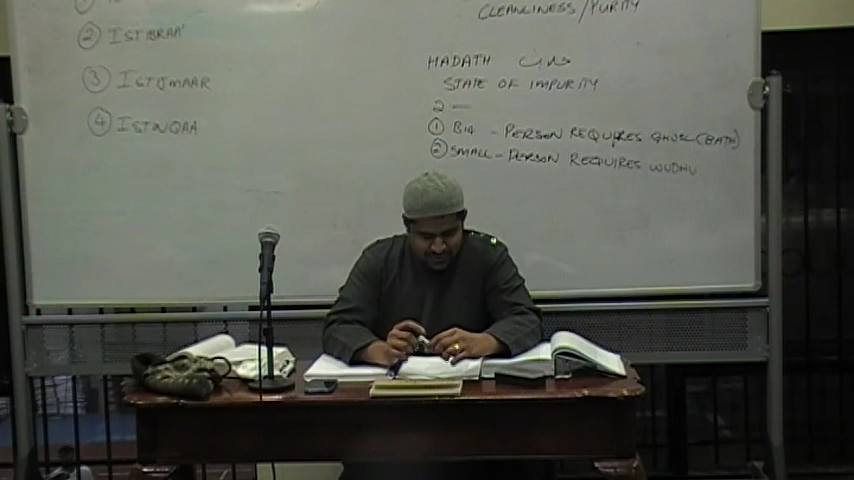 ② ISTIBRAA'
③ ISTIJMAAR
④ ISTINQAA
CLEANLINESS/PURITY
HADATH حدث
STATE OF IMPURITY
2 —
① BIG - PERSON REQUIRES GHUSL (BATH)
② SMALL - PERSON REQUIRES WUDHU